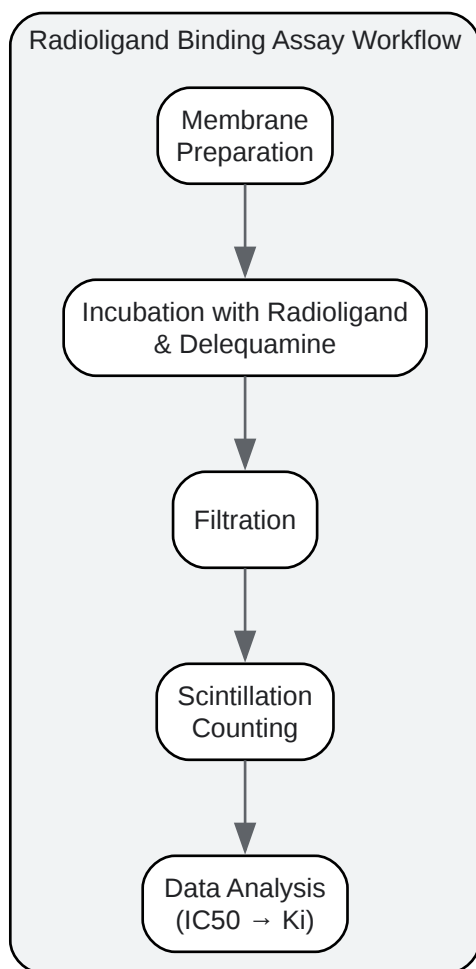 Radioligand Binding Assay Workflow
Membrane
Preparation
Incubation with Radioligand
& Delequamine
Filtration
Scintillation
Counting
Data Analysis
(IC50 → Ki)